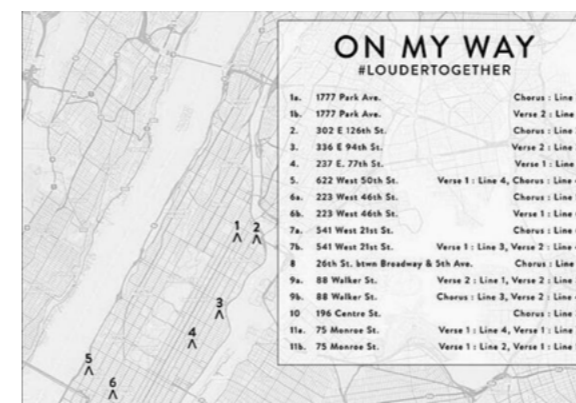 ON MY WAY
#LOUDERTOGETHER
1a. 1777 Park Ave. Chorus : Line
1b. 1777 Park Ave. Verse 2 : Line
2. 302 E 126th St. Chorus : Line
3. 336 E 94th St. Verse 2 : Line
4. 237 E. 77th St. Verse 1 : Line
5. 622 West 50th St. Verse 1 : Line 4, Chorus : Line
6a. 223 West 46th St. Chorus : Line
6b. 223 West 46th St. Verse 1 : Line
7a. 541 West 21st St. Chorus : Line
7b. 541 West 21st St. Verse 1 : Line 3, Verse 2 : Line
8 26th St. btwn Broadway & 5th Ave. Chorus : Line
9a. 88 Walker St. Verse 2 : Line 1, Verse 2 : Line
9b. 88 Walker St. Chorus : Line 3, Verse 2 : Line
10 196 Centre St. Chorus : Line
11a. 75 Monroe St. Verse 1 : Line 4, Verse 1 : Line
11b. 75 Monroe St. Verse 1 : Line 2, Verse 1 : Line
1 2
3
4
5
6